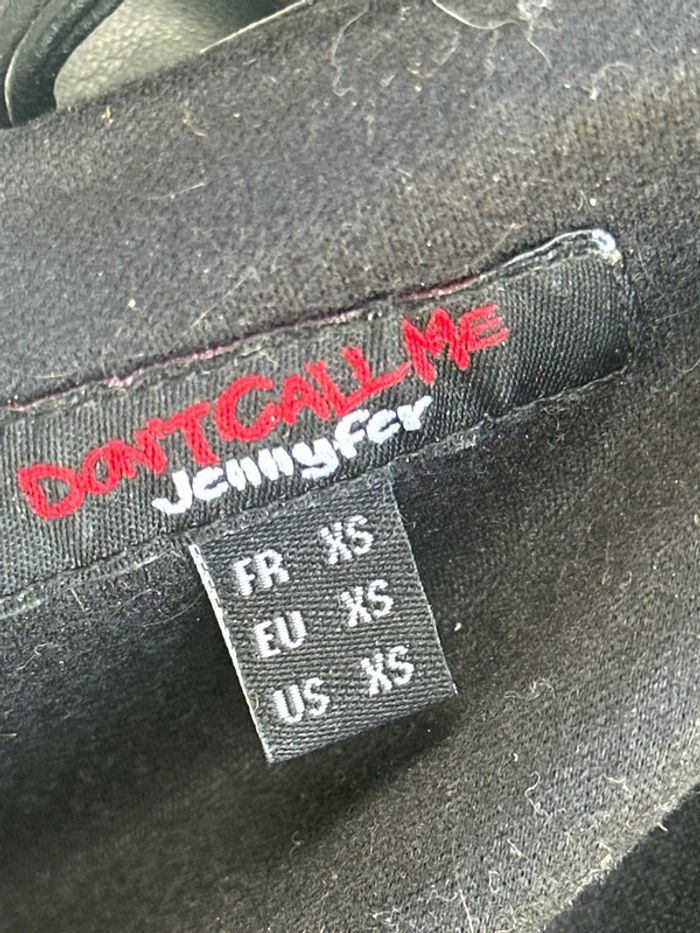 DON'T CALL ME
Jennyfer
FR XS
EU XS
US XS